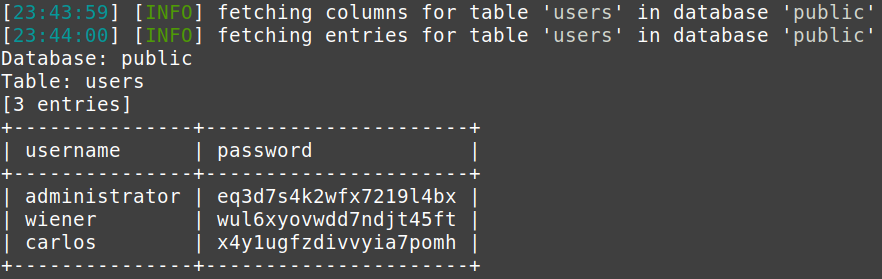 [23:43:59] [INFO] fetching columns for table 'users' in database 'public'
[23:44:00] [INFO] fetching entries for table 'users' in database 'public'
Database: public
Table: users
[3 entries]
+---------------+----------------------+
| username      | password             |
+---------------+----------------------+
| administrator | eq3d7s4k2wfx7219l4bx |
| wiener        | wul6xyovwdd7ndjt45ft |
| carlos        | x4y1ugfzdivvyia7pomh |
+---------------+----------------------+